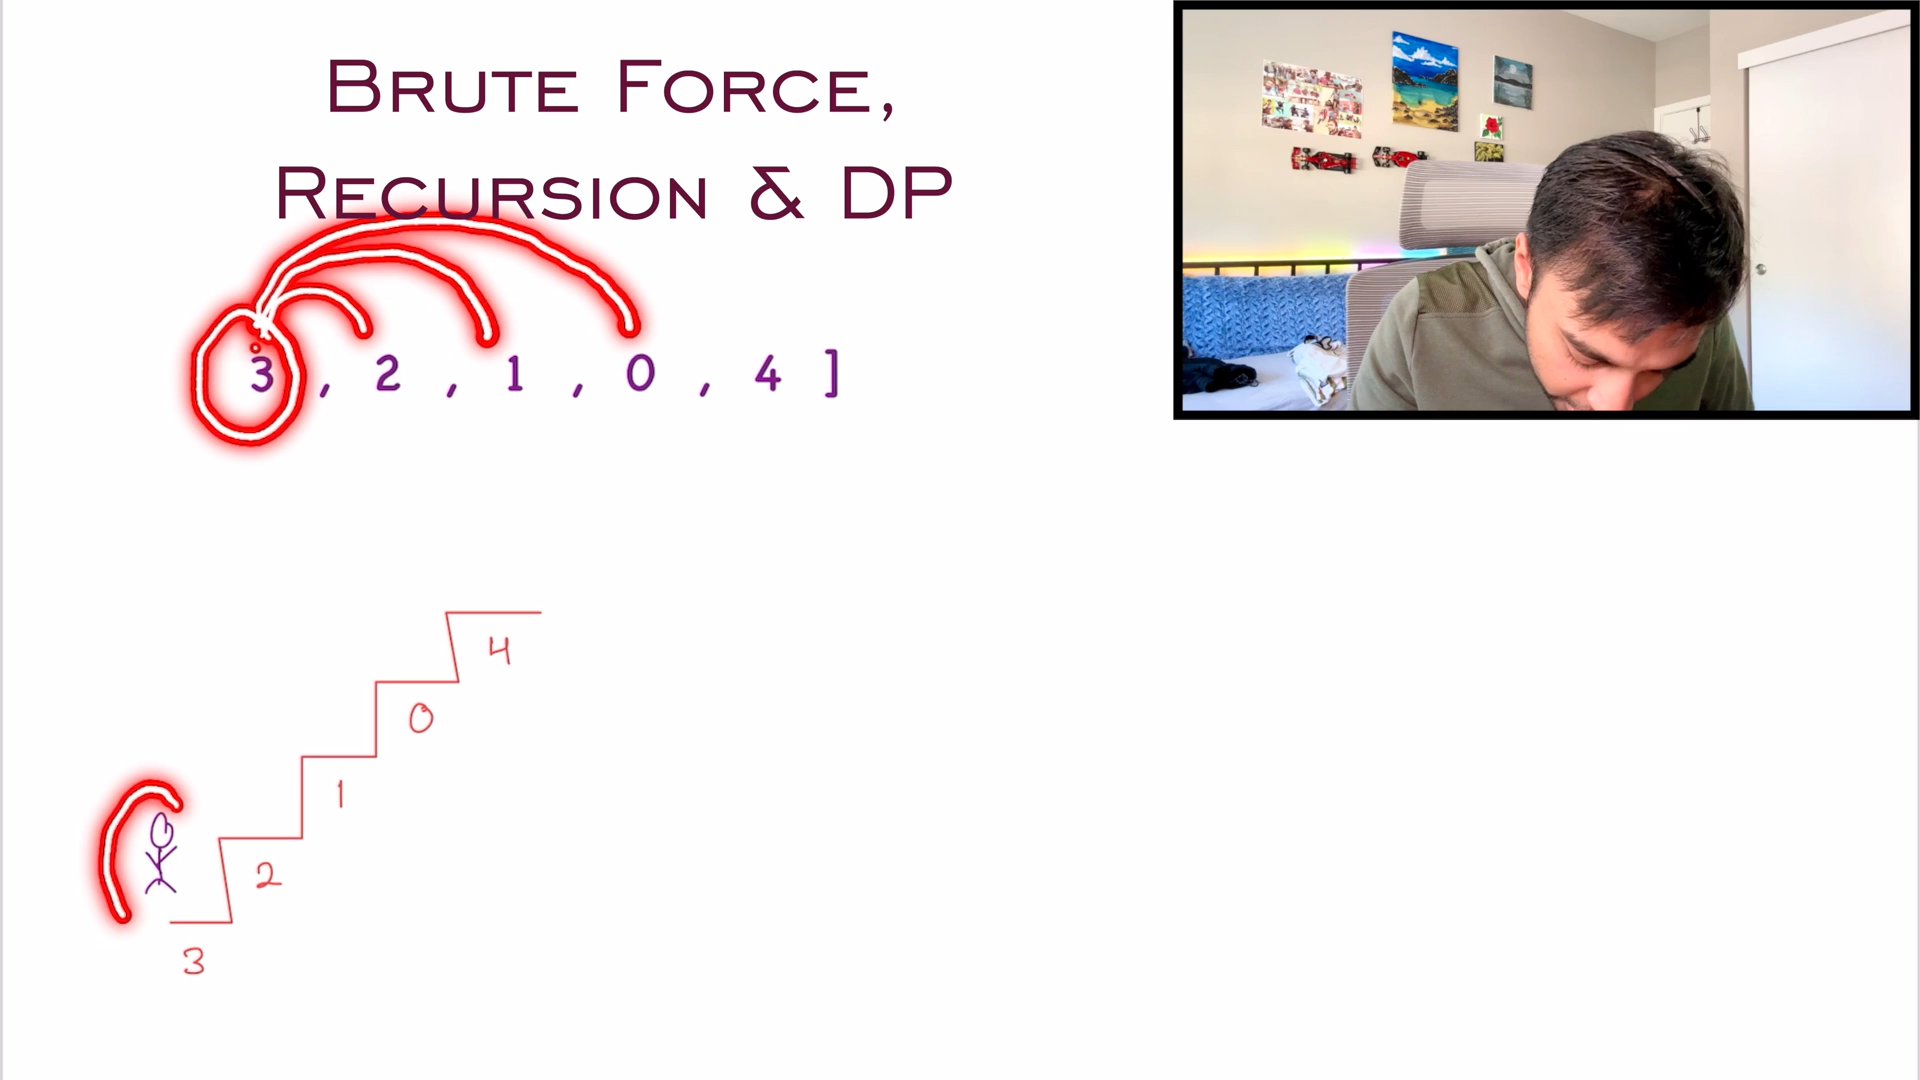 BRUTE FORCE,
RECURSION & DP
3 , 2 , 1 , 0 , 4 ]
4
0
1
2
3